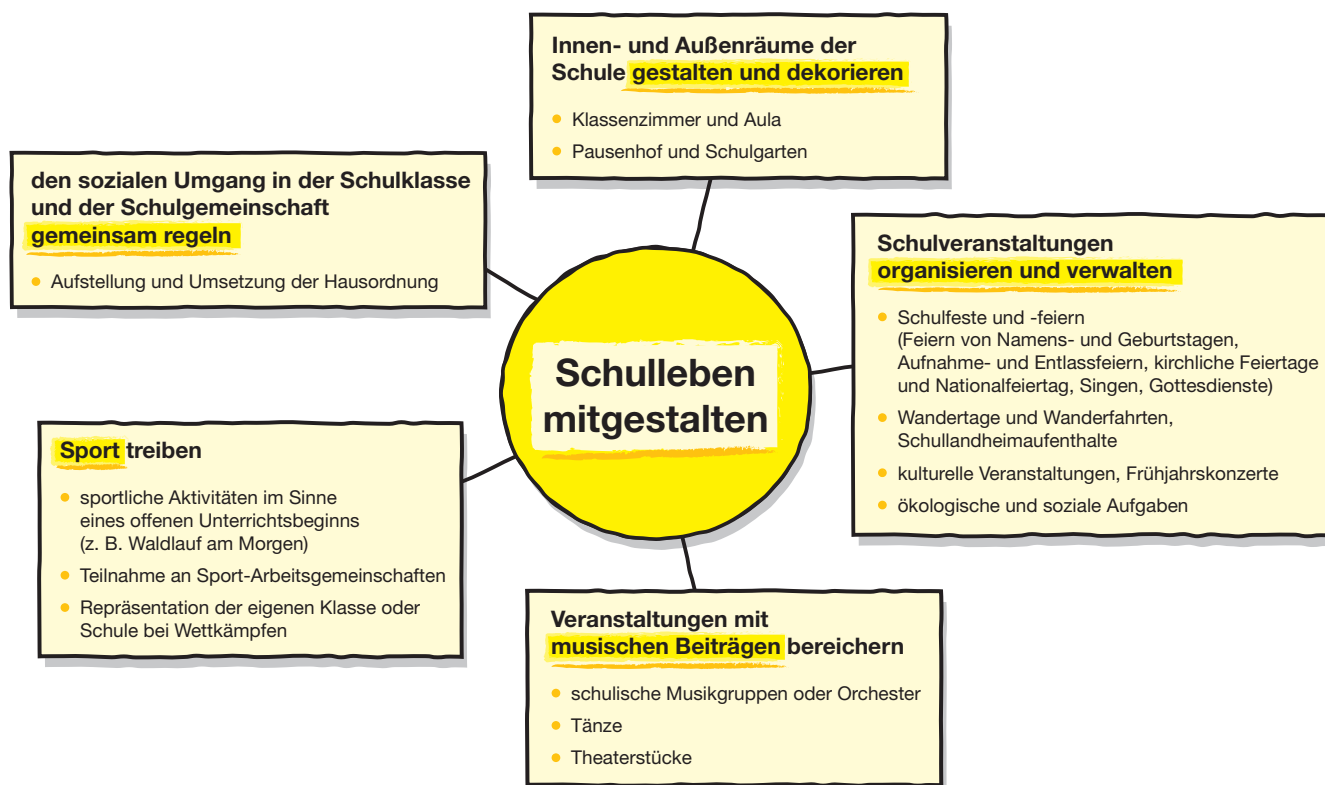 Innen- und Außenräume der
Schule gestalten und dekorieren
• Klassenzimmer und Aula
• Pausenhof und Schulgarten
den sozialen Umgang in der Schulklasse
und der Schulgemeinschaft
gemeinsam regeln
• Aufstellung und Umsetzung der Hausordnung
Schulveranstaltungen
organisieren und verwalten
• Schulfeste und -feiern
(Feiern von Namens- und Geburtstagen,
Aufnahme- und Entlassfeiern, kirchliche Feiertage
und Nationalfeiertag, Singen, Gottesdienste)
• Wandertage und Wanderfahrten,
Schullandheimaufenthalte
• kulturelle Veranstaltungen, Frühjahrskonzerte
• ökologische und soziale Aufgaben
Schulleben
mitgestalten
Sport treiben
• sportliche Aktivitäten im Sinne
eines offenen Unterrichtsbeginns
(z. B. Waldlauf am Morgen)
• Teilnahme an Sport-Arbeitsgemeinschaften
• Repräsentation der eigenen Klasse oder
Schule bei Wettkämpfen
Veranstaltungen mit
musischen Beiträgen bereichern
• schulische Musikgruppen oder Orchester
• Tänze
• Theaterstücke